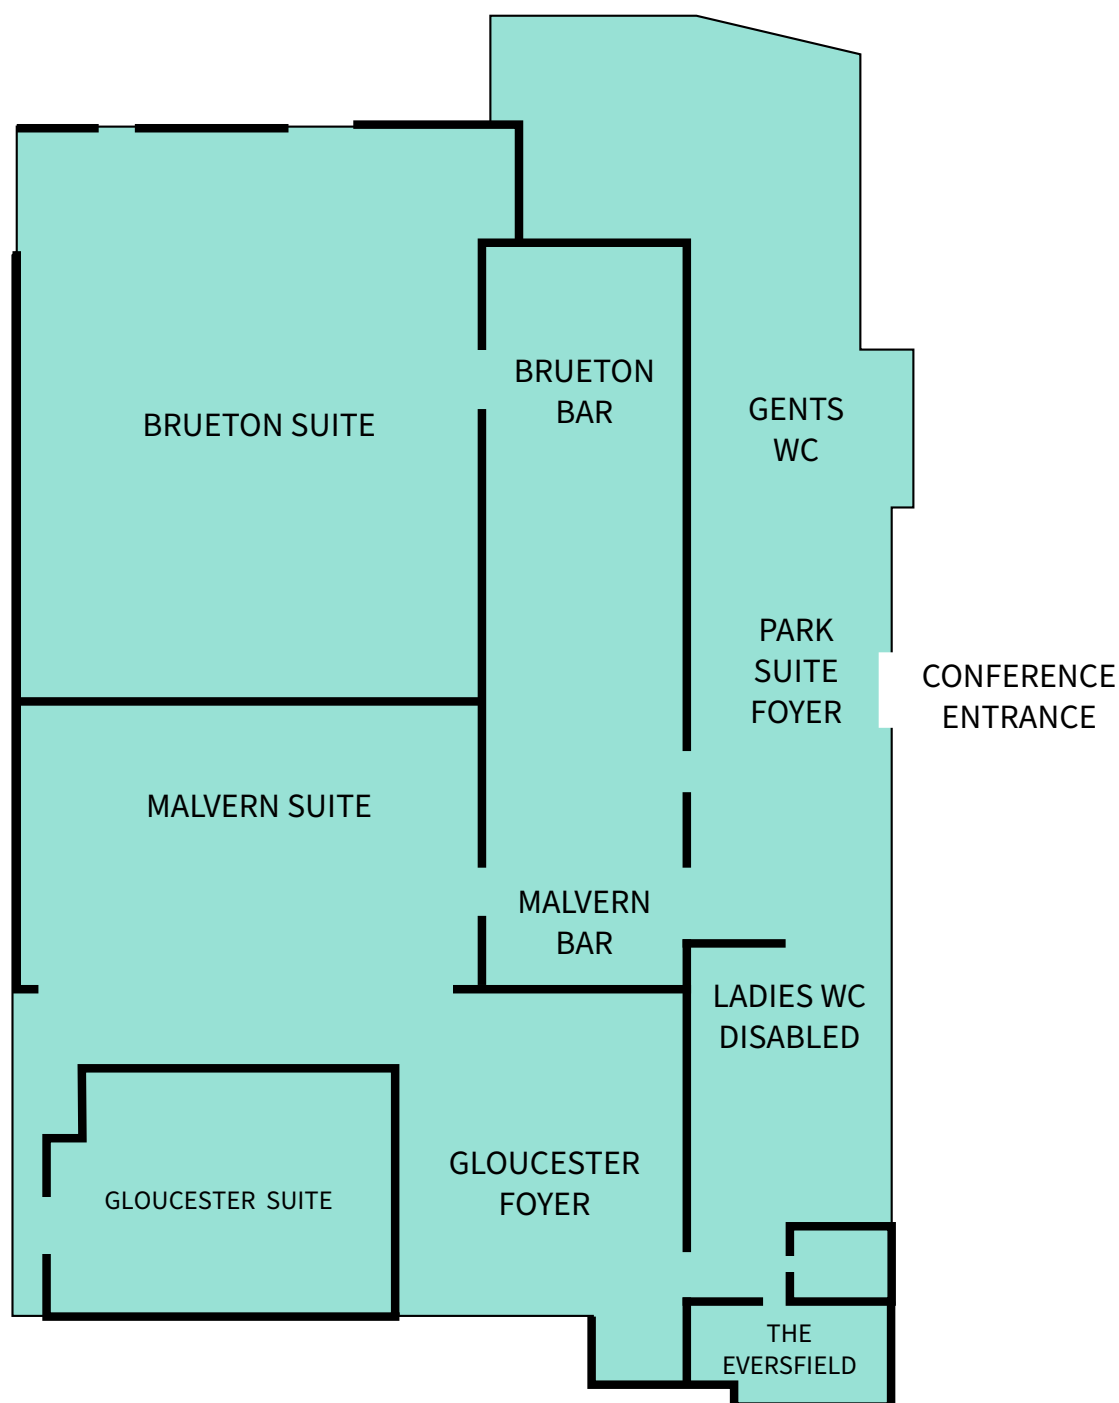 BRUETON SUITE
BRUETON
BAR
GENTS
WC
PARK
SUITE
FOYER
CONFERENCE
ENTRANCE
MALVERN SUITE
MALVERN
BAR
LADIES WC
DISABLED
GLOUCESTER
FOYER
GLOUCESTER SUITE
THE
EVERSFIELD